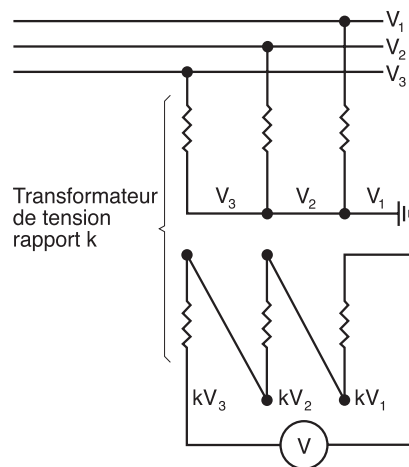 V1
V2
V3
Transformateur
de tension
rapport k
V3 V2 V1
kV3 kV2 kV1
V